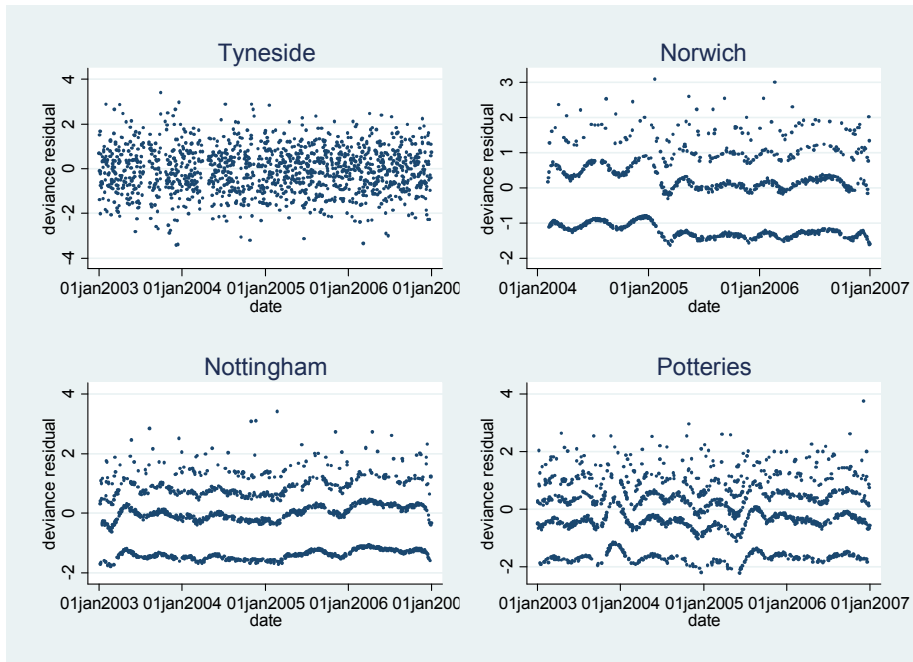 Tyneside
deviance residual
4
2
0
-2
-4
01jan2003 01jan2004 01jan2005 01jan2006 01jan200
date
Norwich
deviance residual
3
2
1
0
-1
-2
01jan2004 01jan2005 01jan2006 01jan2007
date
Nottingham
deviance residual
4
2
0
-2
01jan2003 01jan2004 01jan2005 01jan2006 01jan200
date
Potteries
deviance residual
4
2
0
-2
01jan2003 01jan2004 01jan2005 01jan2006 01jan2007
date